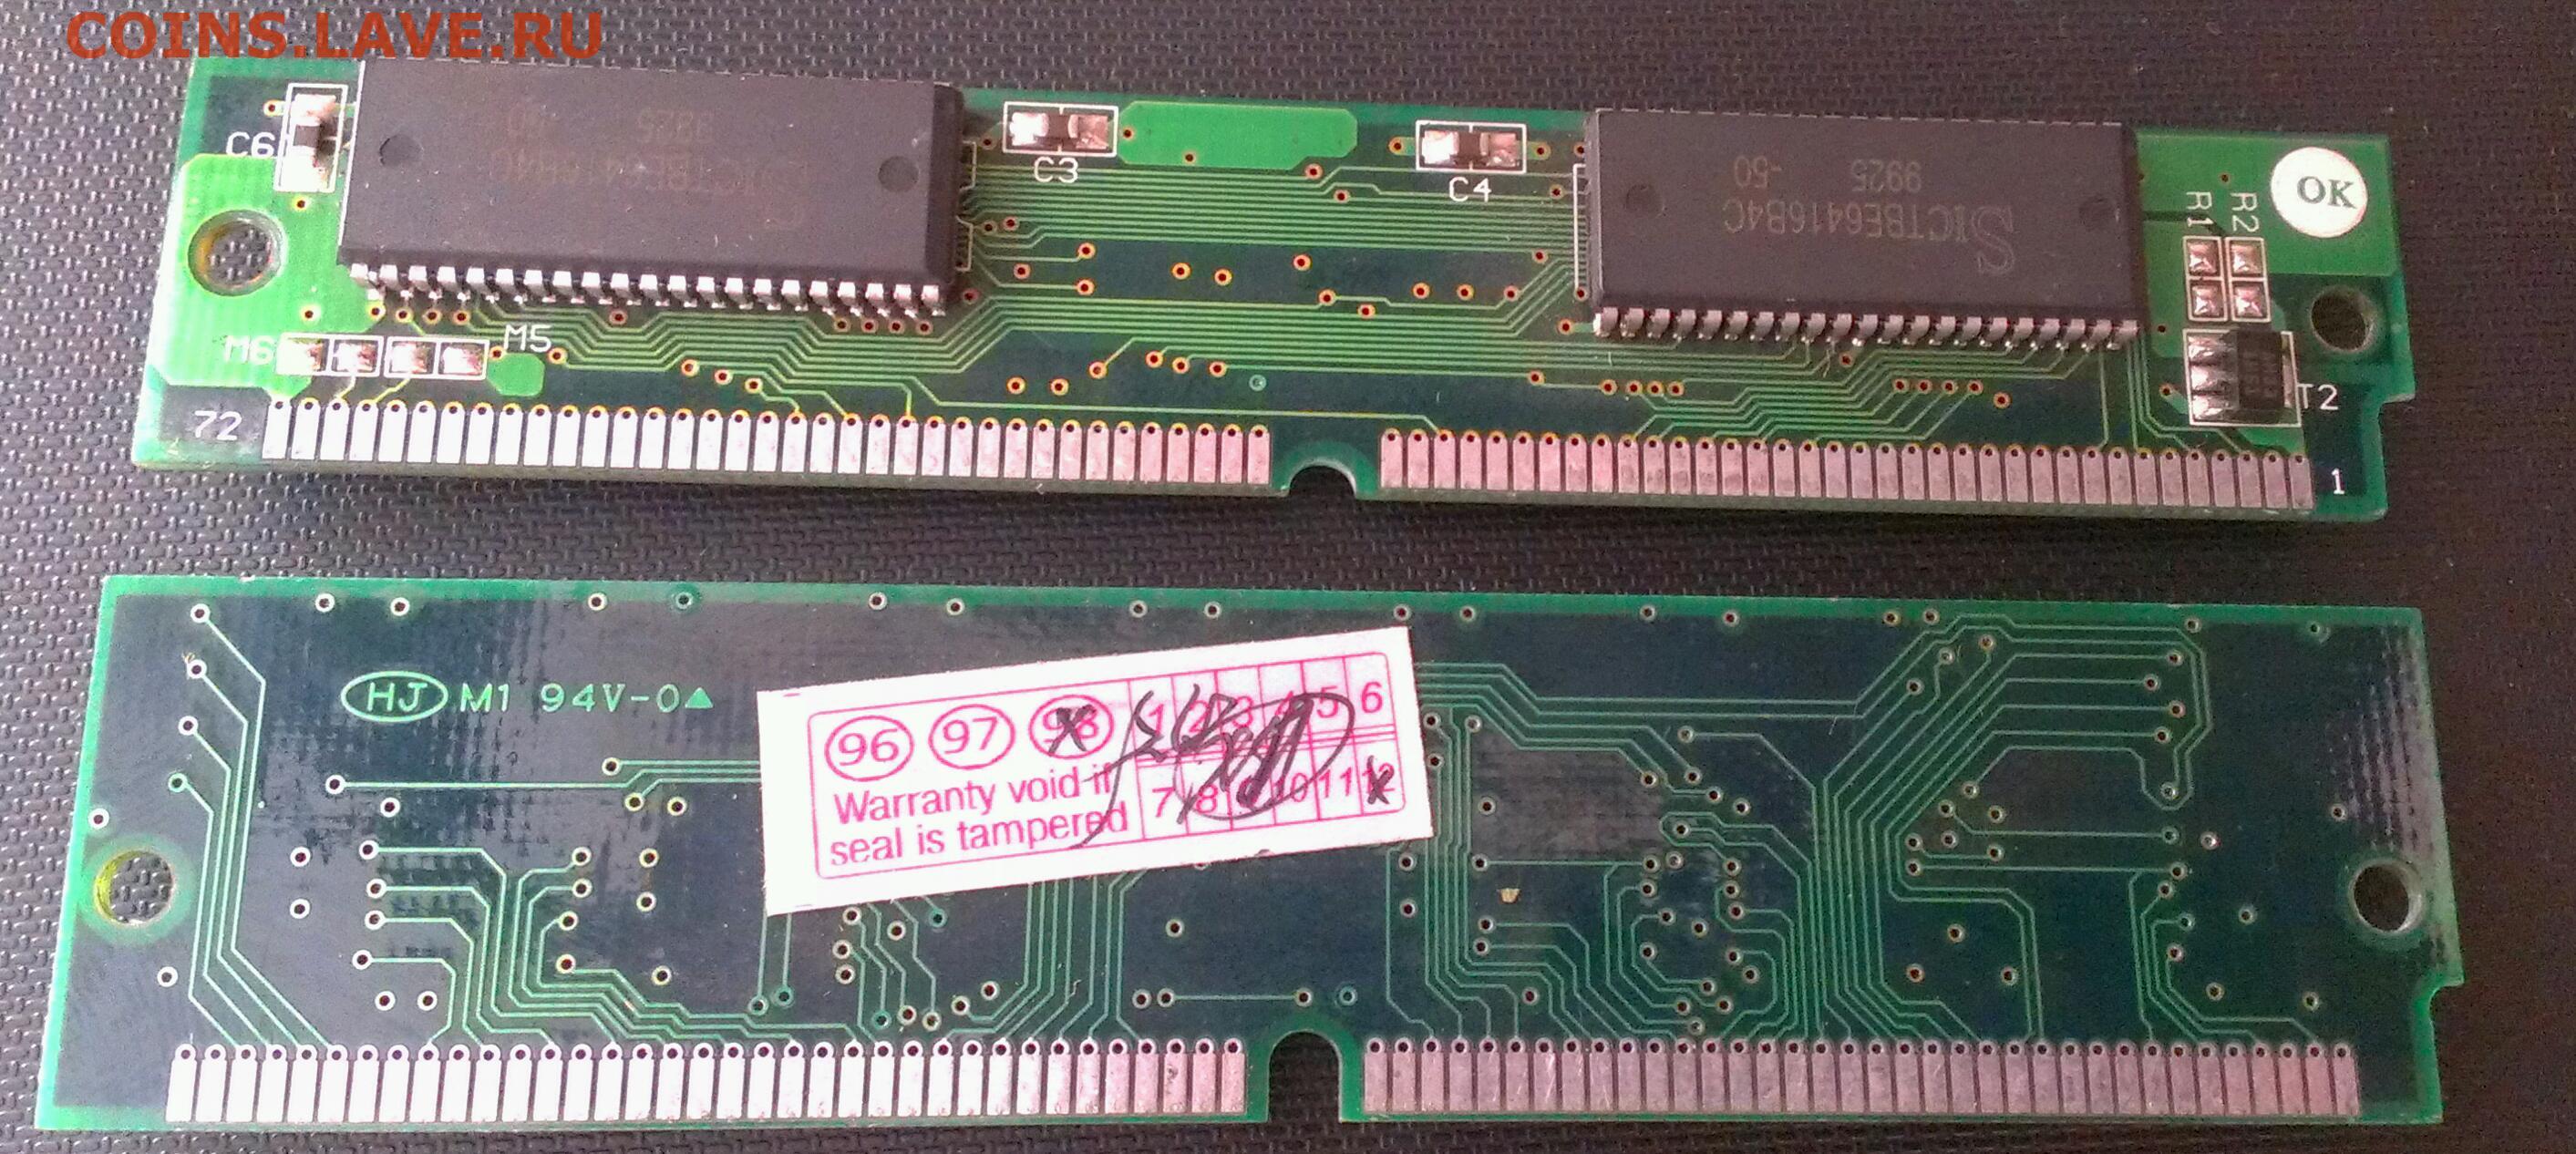 COINS.LAVE.RU
C6
C3
C4
SICTBE6416B4C
9925 -50
R1 R2
OK
M6 M5
T2
72
1
HJ M1 94V-0
96 97 98 1 2 3 4 5 6
Warranty void if
seal is tampered
7 8 9 10 11 12